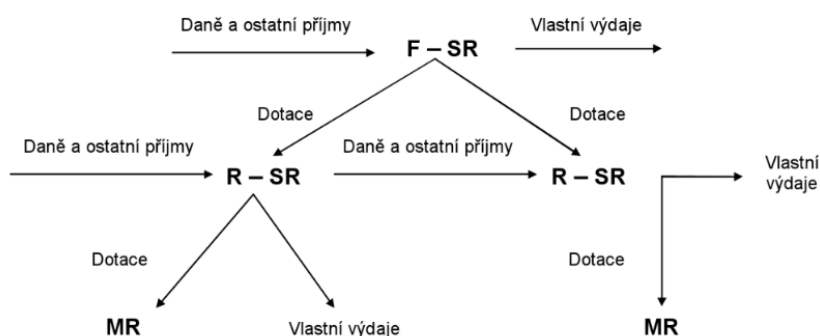 Daně a ostatní příjmy
F – SR
Vlastní výdaje
Dotace
Dotace
Daně a ostatní příjmy
R – SR
Daně a ostatní příjmy
R – SR
Vlastní
výdaje
Dotace
Dotace
MR
Vlastní výdaje
MR